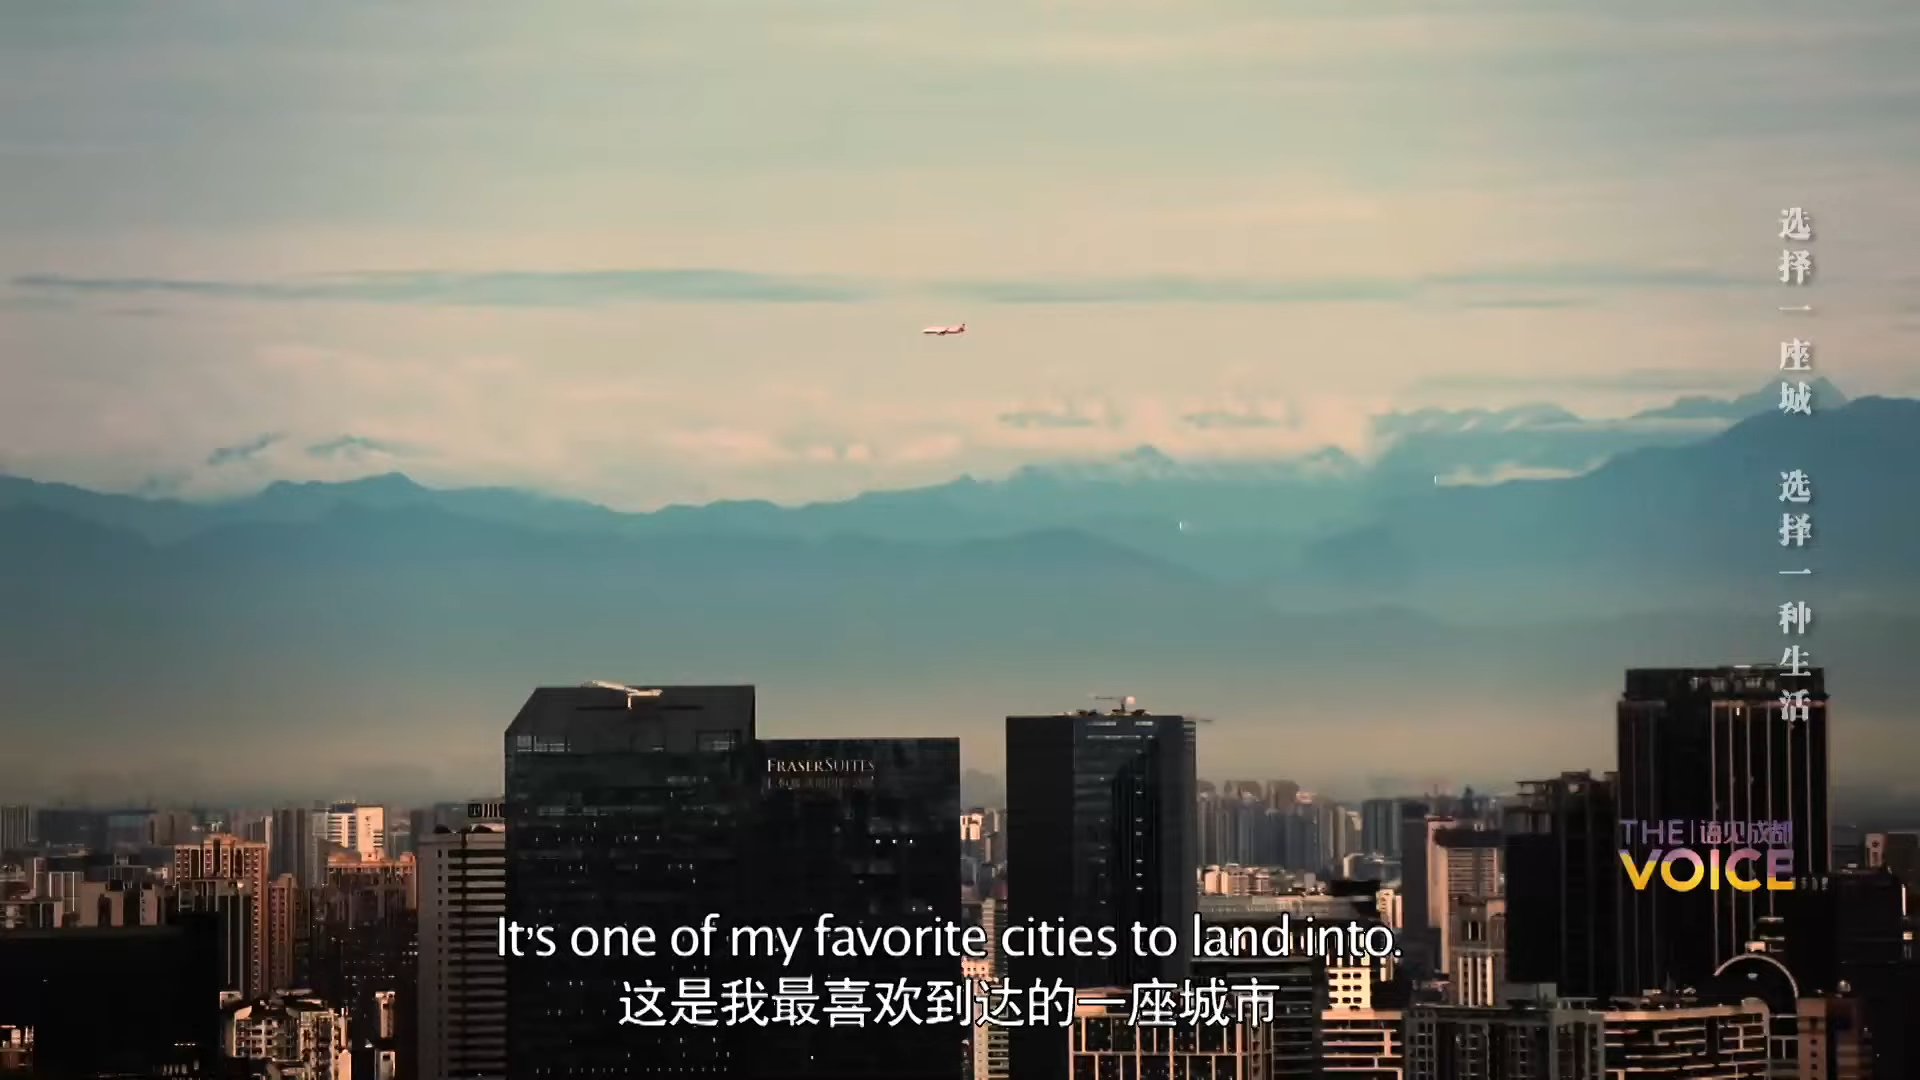 选择一座城 选择一种生活
FRASER SUITES
THE | 语见成都
VOICE
It's one of my favorite cities to land into.
这是我最喜欢到达的一座城市